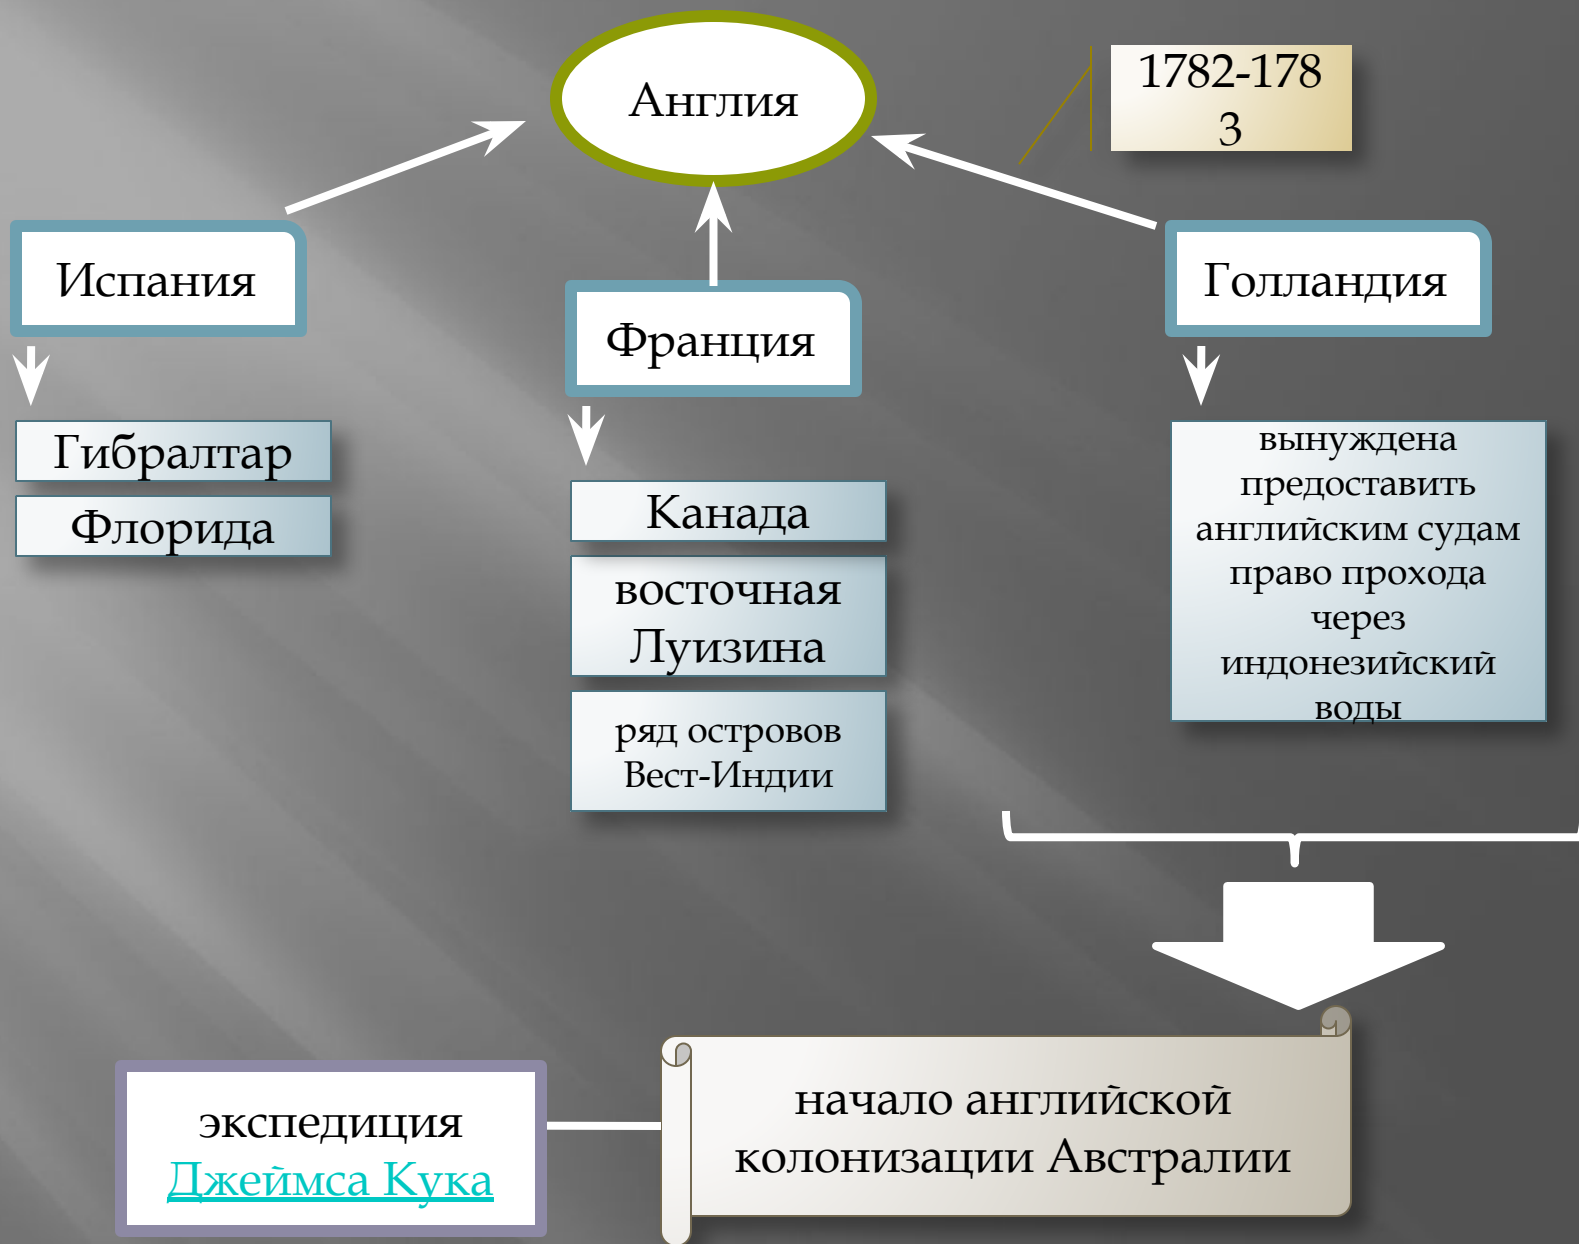 Англия
1782-178
3
Испания
Гибралтар
Флорида
Франция
Канада
восточная
Луизина
ряд островов
Вест-Индии
Голландия
вынуждена
предоставить
английским судам
право прохода
через
индонезийский
воды
экспедиция
Джеймса Кука
начало английской
колонизации Австралии